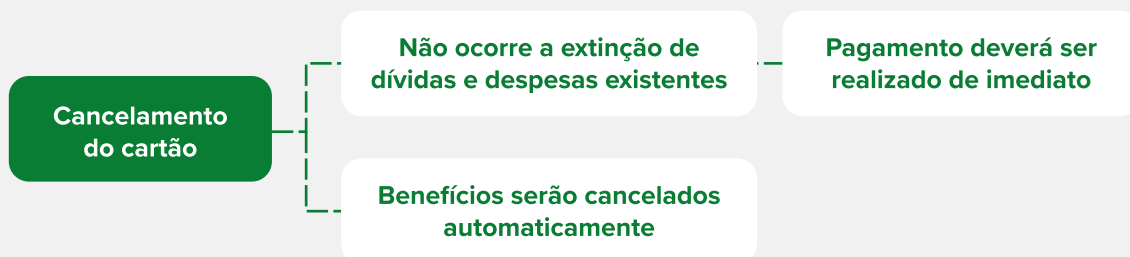 Cancelamento
do cartão
Não ocorre a extinção de
dívidas e despesas existentes
Pagamento deverá ser
realizado de imediato
Benefícios serão cancelados
automaticamente